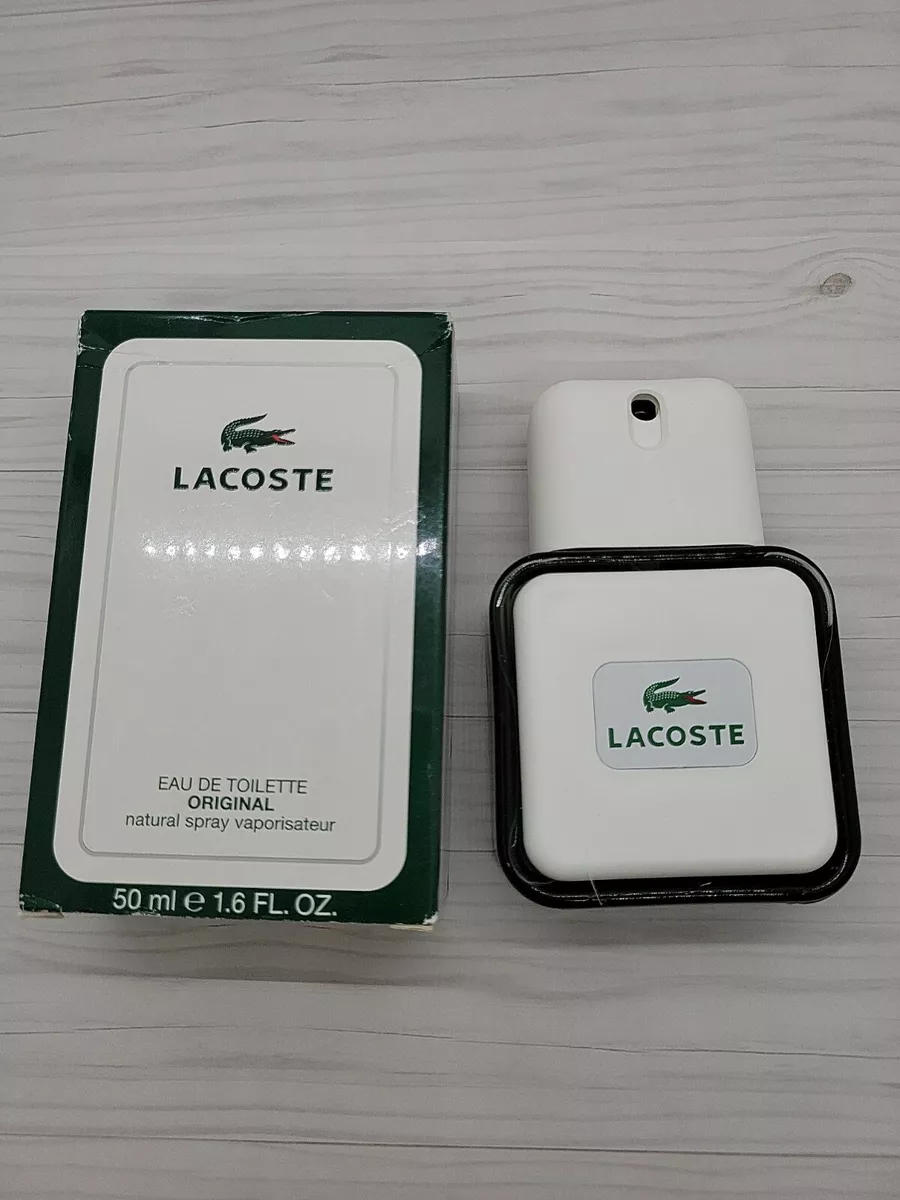 LACOSTE
EAU DE TOILETTE
ORIGINAL
natural spray vaporisateur
50 ml e 1.6 FL. OZ.
LACOSTE